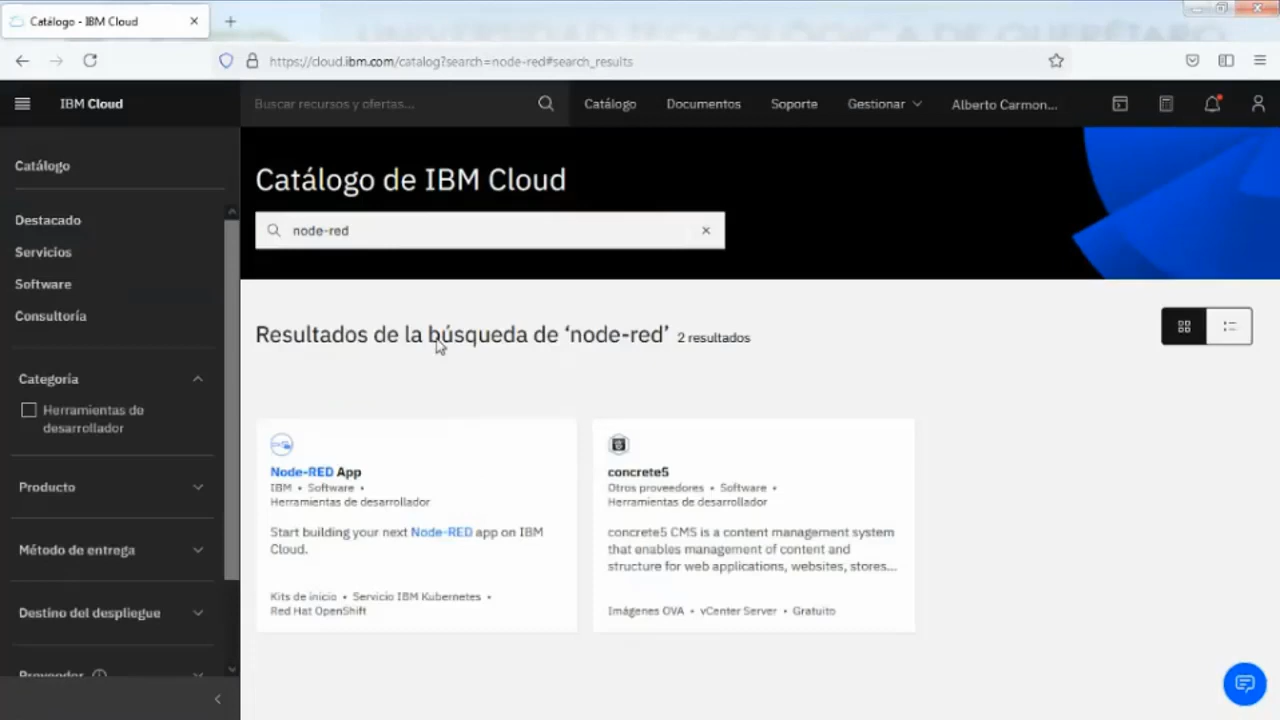 Catálogo - IBM Cloud
https://cloud.ibm.com/catalog?search=node-red#search_results
IBM Cloud
Buscar recursos y ofertas...
Catálogo
Documentos
Soporte
Gestionar
Alberto Carmon...
Catálogo
Destacado
Servicios
Software
Consultoría
Categoría
Herramientas de
desarrollador
Producto
Método de entrega
Destino del despliegue
Proveedor
Catálogo de IBM Cloud
node-red
Resultados de la búsqueda de ‘node-red’ 2 resultados
Node-RED App
IBM • Software •
Herramientas de desarrollador
Start building your next Node-RED app on IBM
Cloud.
Kits de inicio • Servicio IBM Kubernetes •
Red Hat OpenShift
concrete5
Otros proveedores • Software •
Herramientas de desarrollador
concrete5 CMS is a content management system
that enables management of content and
structure for web applications, websites, stores...
Imágenes OVA • vCenter Server • Gratuito